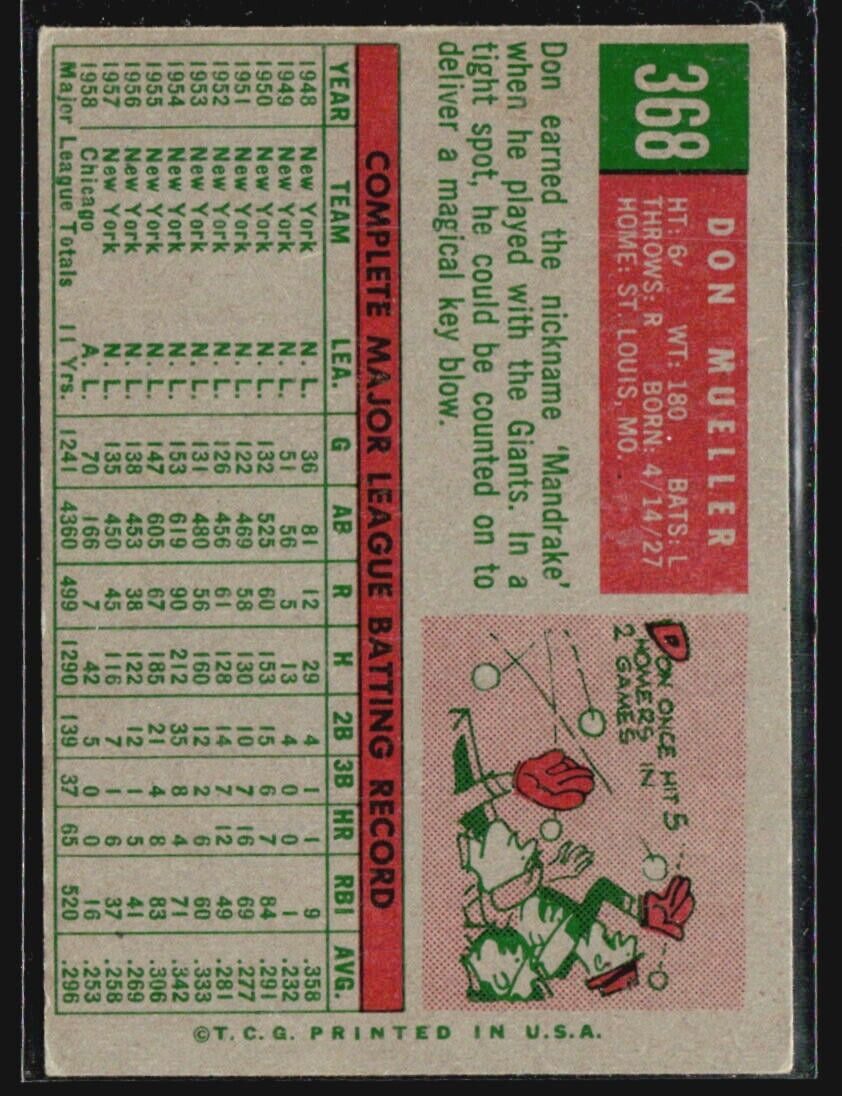 368
DON MUELLER
HT: 6' WT: 180 BATS: L
THROWS: R BORN: 4/14/27
HOME: ST. LOUIS, MO.
Don earned the nickname 'Mandrake'
when he played with the Giants. In a
tight spot, he could be counted on to
deliver a magical key blow.
DON ONCE HIT 5
HOMERS IN
2 GAMES
COMPLETE MAJOR LEAGUE BATTING RECORD
YEAR TEAM LEA. G AB R H 2B 3B HR RBI AVG.
1948 New York N.L. 36 81 12 29 4 1 1 9 .358
1949 New York N.L. 51 56 5 13 4 0 0 1 .232
1950 New York N.L. 132 525 60 153 15 6 7 84 .291
1951 New York N.L. 122 469 58 130 10 7 16 69 .277
1952 New York N.L. 126 456 61 128 14 7 12 49 .281
1953 New York N.L. 131 480 56 160 12 2 6 60 .333
1954 New York N.L. 153 619 90 212 35 8 4 71 .342
1955 New York N.L. 147 605 67 185 21 4 8 83 .306
1956 New York N.L. 138 453 38 122 12 1 5 41 .269
1957 New York N.L. 135 450 45 116 7 1 6 37 .258
1958 Chicago A.L. 70 166 7 42 5 0 0 16 .253
Major League Totals 11 Yrs. 1241 4360 499 1290 139 37 65 520 .296
©T.C.G. PRINTED IN U.S.A.